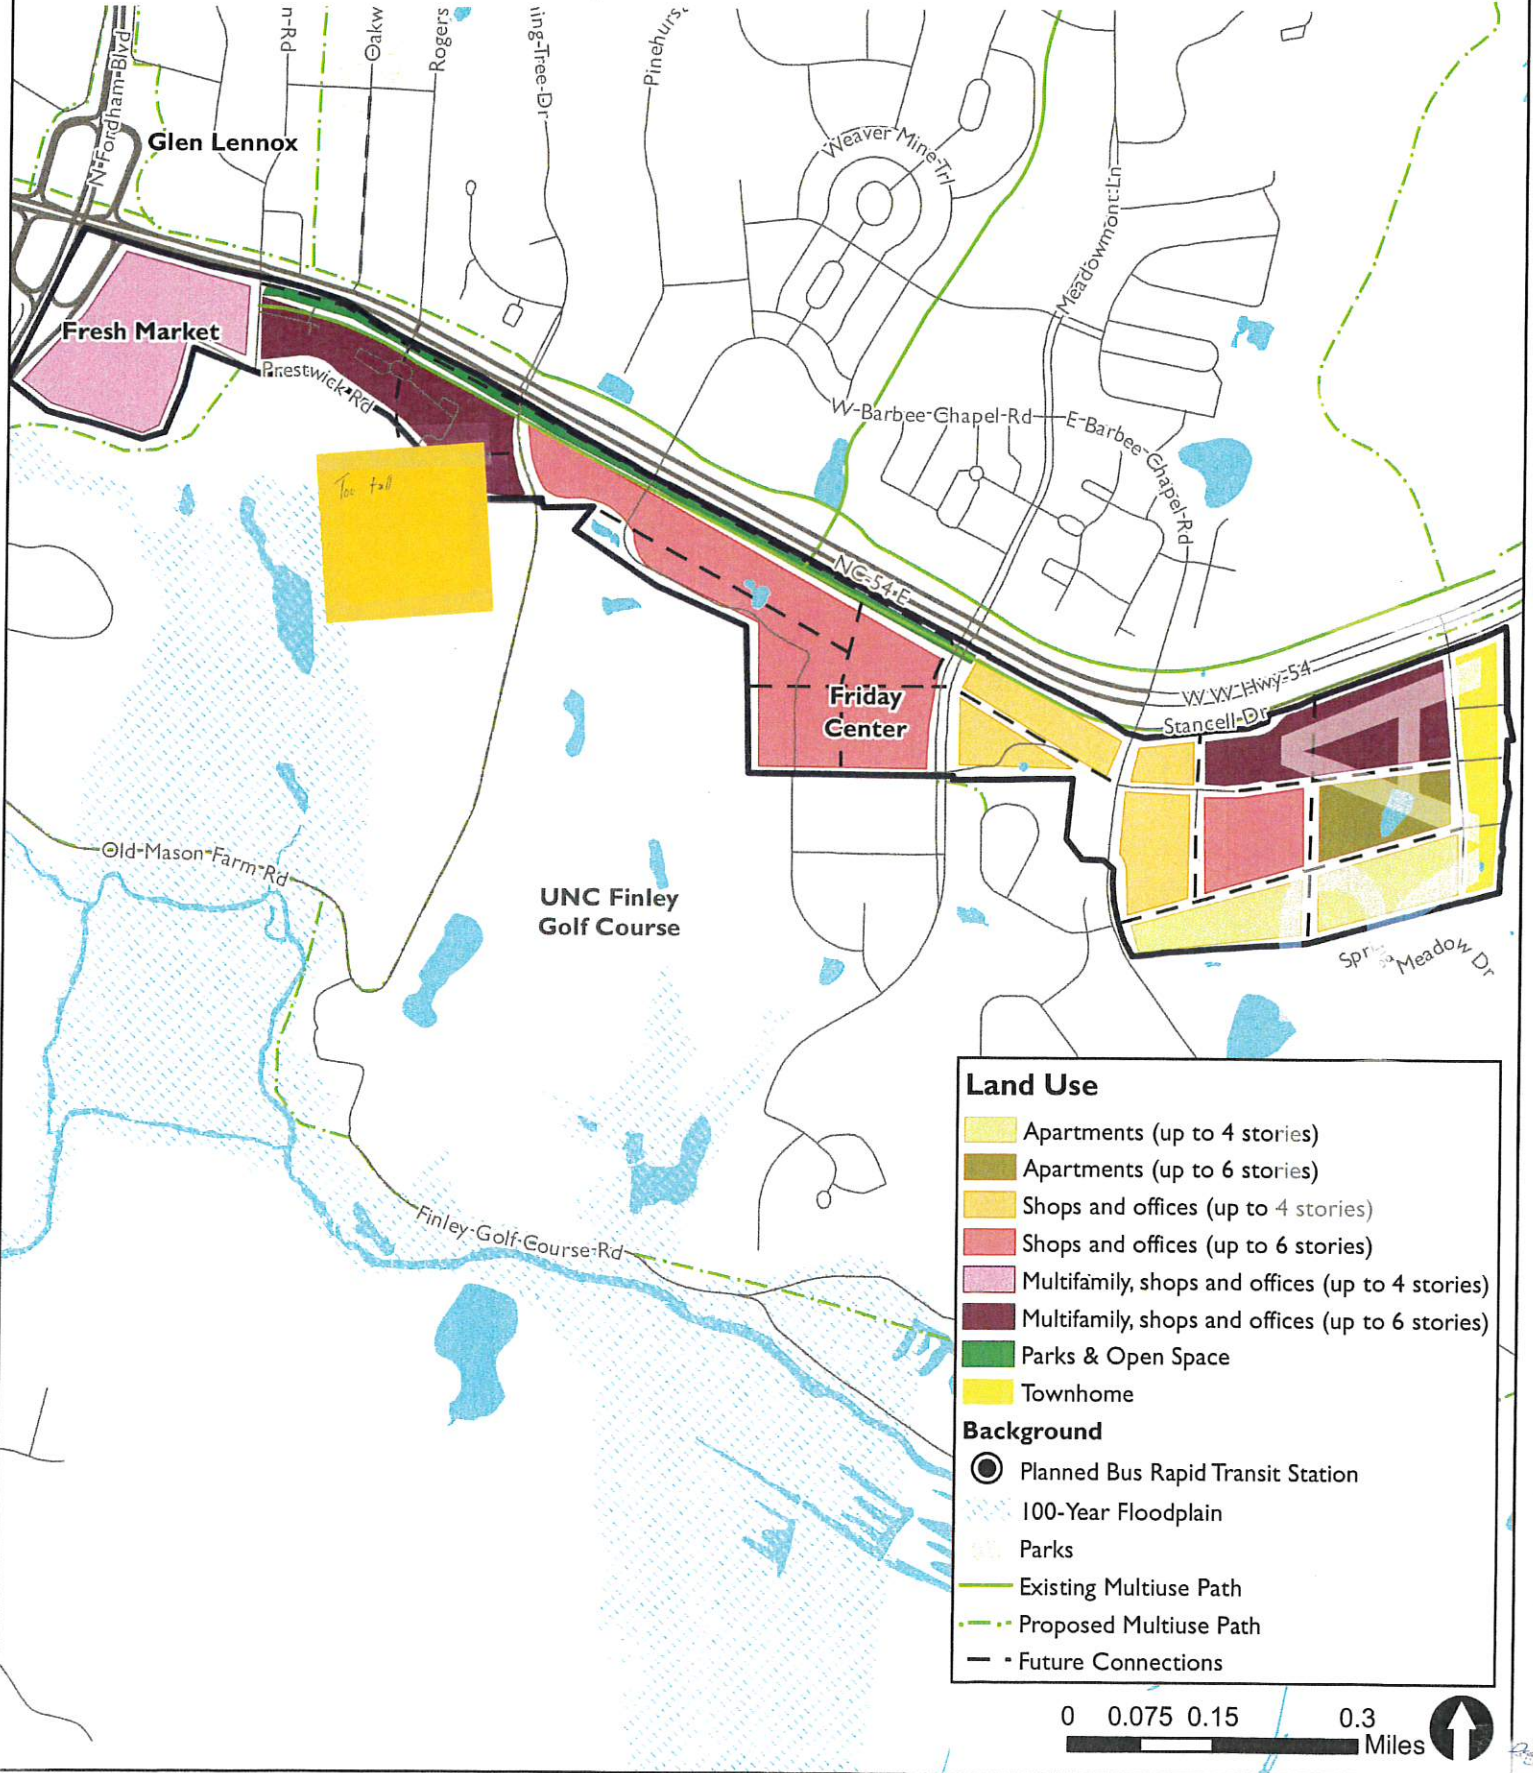 n-Rd
Oakw
Rogers
ing-Tree-Dr
Pinehurs
N-Fordham-Blvd
Glen Lennox
Weaver Mine-Trl
Meadowmont-Ln
Fresh Market
Prestwick-Rd
W-Barbee-Chapel-Rd
E-Barbee-Chapel-Rd
Too tall
NC-54-E
Friday
Center
W W Hwy-54
Stancell-Dr
Old-Mason-Farm-Rd
UNC Finley
Golf Course
Meadow Dr
Finley-Golf-Course-Rd
Land Use
Apartments (up to 4 stories)
Apartments (up to 6 stories)
Shops and offices (up to 4 stories)
Shops and offices (up to 6 stories)
Multifamily, shops and offices (up to 4 stories)
Multifamily, shops and offices (up to 6 stories)
Parks & Open Space
Townhome
Background
Planned Bus Rapid Transit Station
100-Year Floodplain
Parks
Existing Multiuse Path
Proposed Multiuse Path
Future Connections
0 0.075 0.15 0.3
Miles